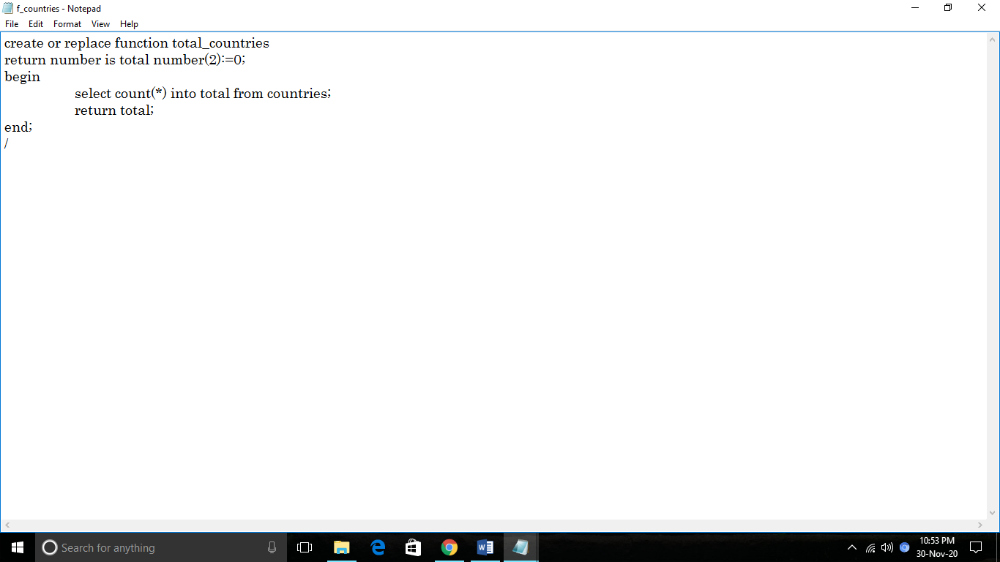 f_countries - Notepad
File Edit Format View Help
create or replace function total_countries
return number is total number(2):=0;
begin
select count(*) into total from countries;
return total;
end;
/
Search for anything
10:53 PM
30-Nov-20